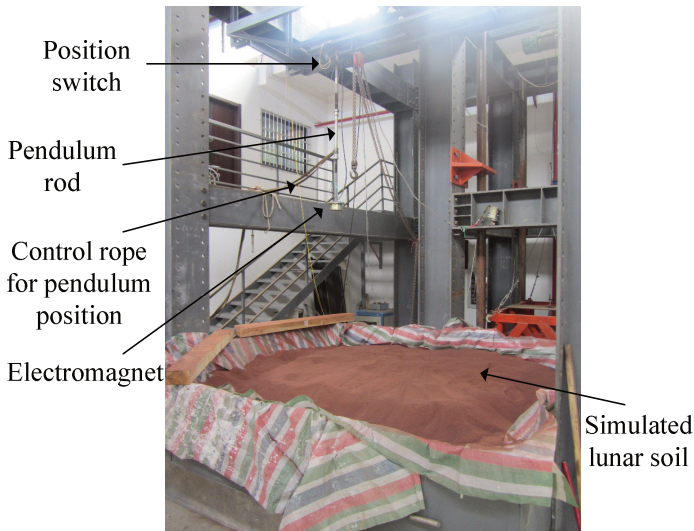 Position
switch
Pendulum
rod
Control rope
for pendulum
position
Electromagnet
Simulated
lunar soil